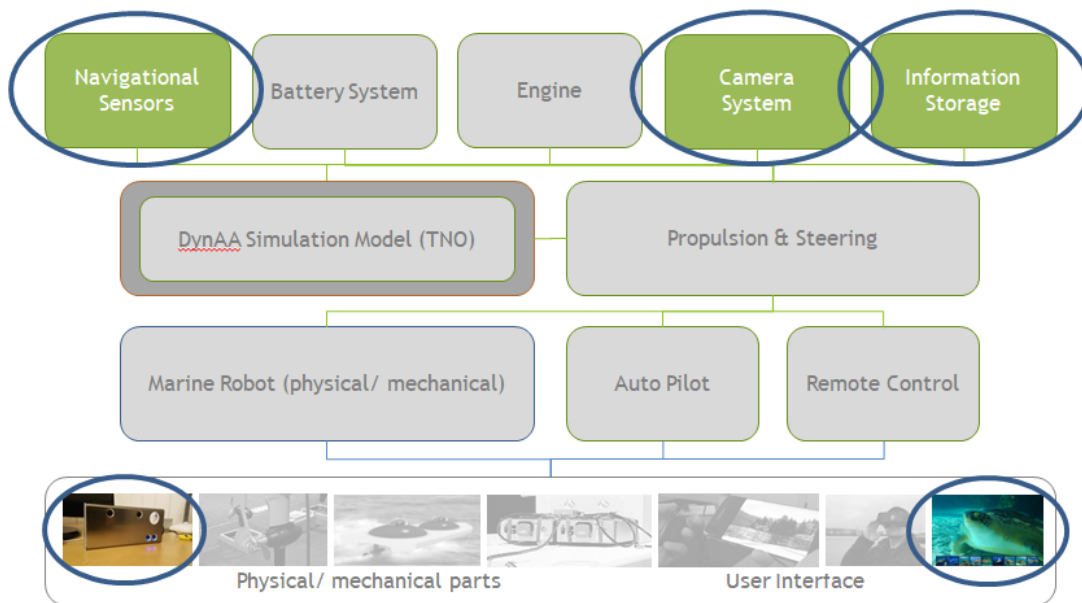 Navigational
Sensors
Battery System
Engine
Camera
System
Information
Storage
DynAA Simulation Model (TNO)
Propulsion & Steering
Marine Robot (physical/ mechanical)
Auto Pilot
Remote Control
Physical/ mechanical parts
User Interface